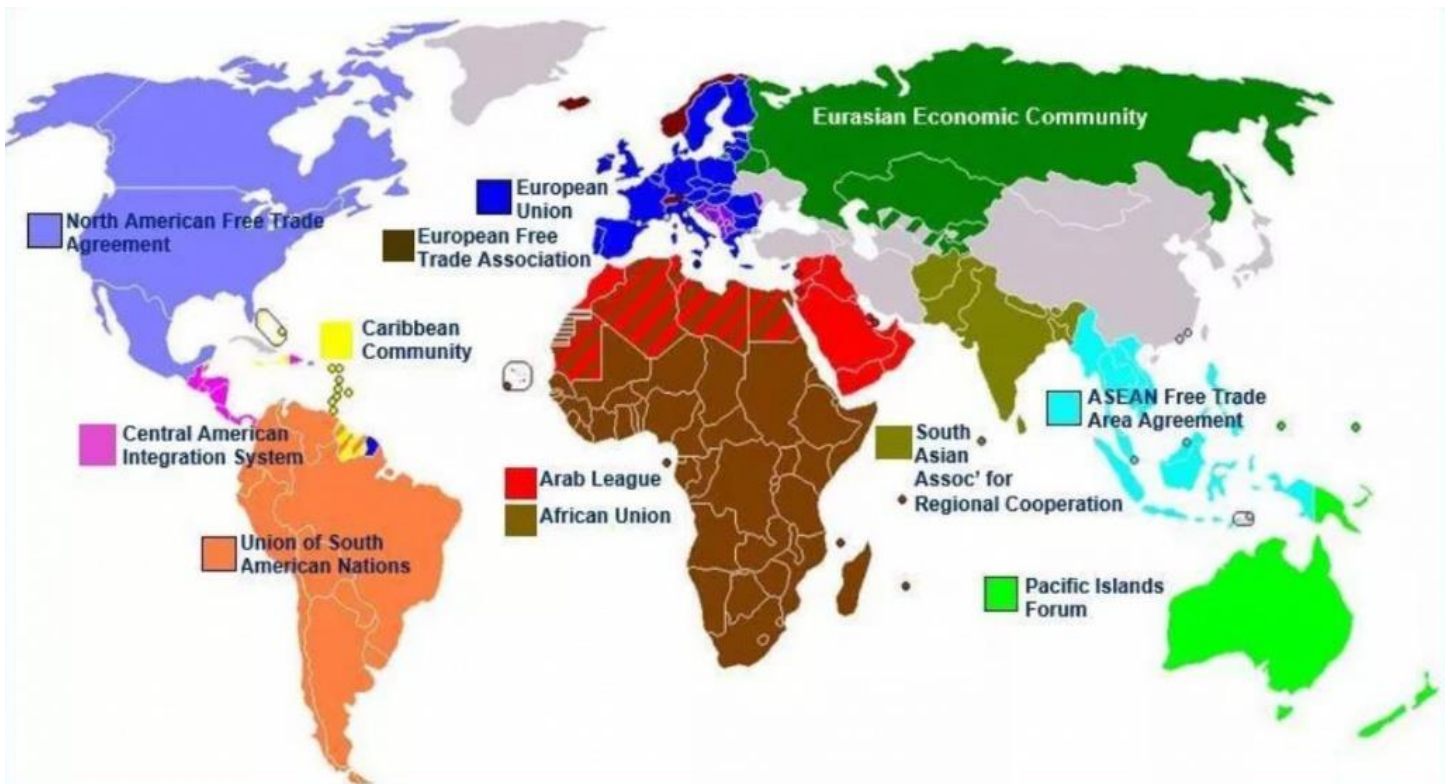 Eurasian Economic Community
European
Union
North American Free Trade
Agreement
European Free
Trade Association
Caribbean
Community
ASEAN Free Trade
Area Agreement
Central American
Integration System
South
Asian
Assoc' for
Regional Cooperation
Arab League
African Union
Union of South
American Nations
Pacific Islands
Forum